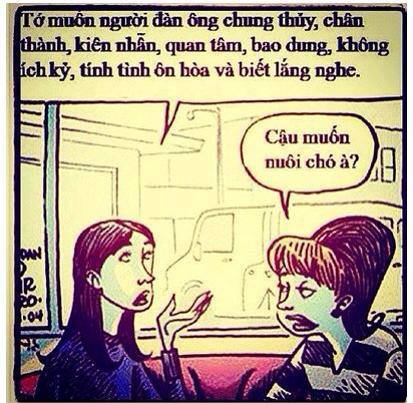 Tớ muốn người đàn ông chung thủy, chân
thành, kiên nhẫn, quan tâm, bao dung, không
ích kỷ, tính tình ôn hòa và biết lắng nghe.
Cậu muốn
nuôi chó à?